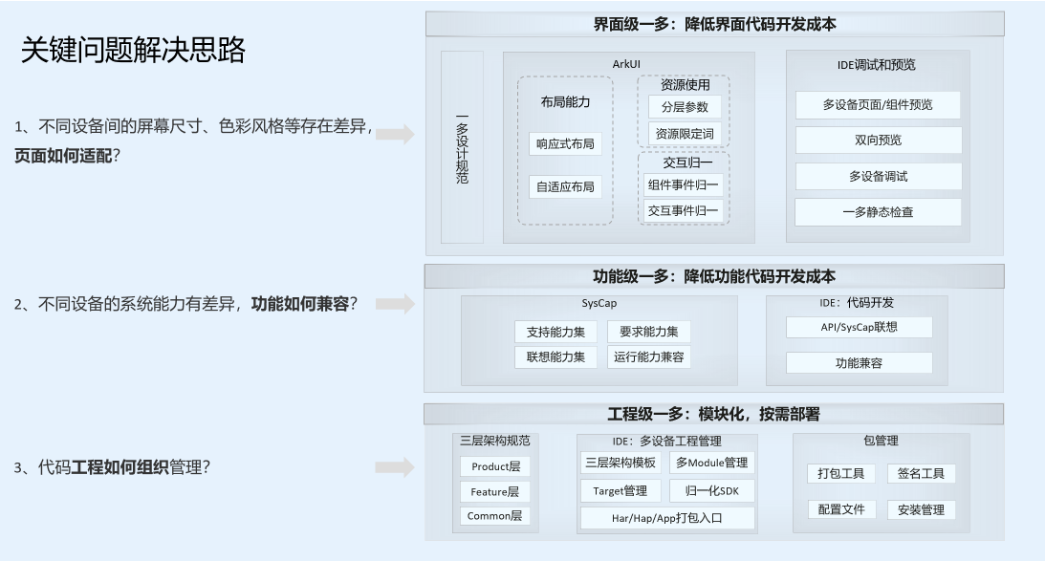 关键问题解决思路
1、不同设备间的屏幕尺寸、色彩风格等存在差异，
页面如何适配？
2、不同设备的系统能力有差异，功能如何兼容？
3、代码工程如何组织管理？
界面级一多：降低界面代码开发成本
一多设计规范
ArkUI
布局能力
响应式布局
自适应布局
资源使用
分层参数
资源限定词
交互归一
组件事件归一
交互事件归一
IDE调试和预览
多设备页面/组件预览
双向预览
多设备调试
一多静态检查
功能级一多：降低功能代码开发成本
SysCap
支持能力集
要求能力集
联想能力集
运行能力兼容
IDE：代码开发
API/SysCap联想
功能兼容
工程级一多：模块化，按需部署
三层架构规范
Product层
Feature层
Common层
IDE：多设备工程管理
三层架构模板
多Module管理
Target管理
归一化SDK
Har/Hap/App打包入口
包管理
打包工具
签名工具
配置文件
安装管理